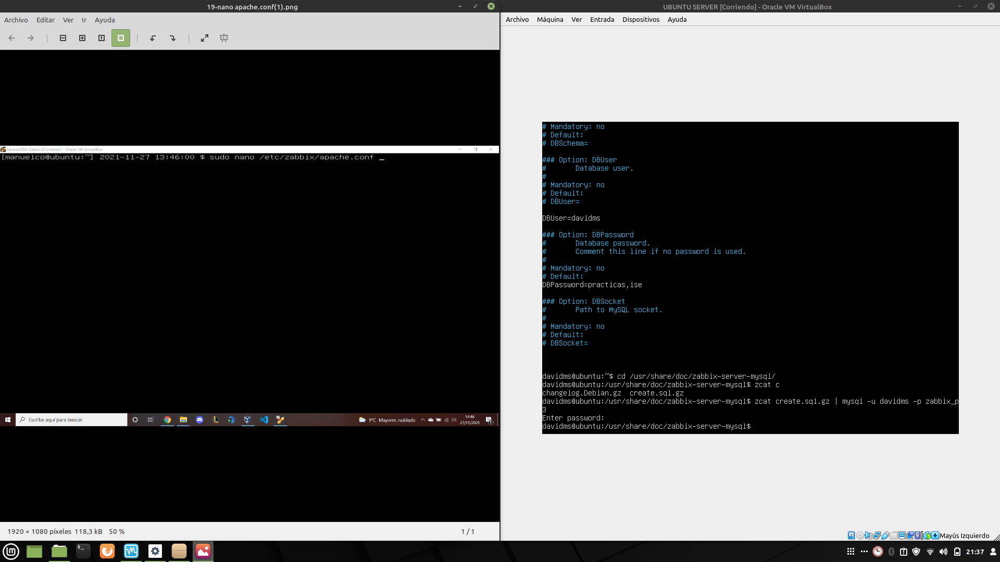 19-nano apache.conf(1).png
Archivo Editar Ver Ir Ayuda
Ubuntu2004 Zabbix [Corriendo] - Oracle VM VirtualBox
[manuelco@ubuntu:~] 2021-11-27 13:46:00 $ sudo nano /etc/zabbix/apache.conf _
Escribe aquí para buscar
9°C Mayorm. nublado
14:46
27/11/2021
1920 × 1080 píxeles 118,3 kB 50 %
1 / 1
UBUNTU SERVER [Corriendo] - Oracle VM VirtualBox
Archivo Máquina Ver Entrada Dispositivos Ayuda
# Mandatory: no
# Default:
# DBSchema=
### Option: DBUser
# Database user.
#
# Mandatory: no
# Default:
# DBUser=
DBUser=davidms
### Option: DBPassword
# Database password.
# Comment this line if no password is used.
#
# Mandatory: no
# Default:
DBPassword=practicas,ise
### Option: DBSocket
# Path to MySQL socket.
#
# Mandatory: no
# Default:
# DBSocket=
davidms@ubuntu:~$ cd /usr/share/doc/zabbix-server-mysql/
davidms@ubuntu:/usr/share/doc/zabbix-server-mysql$ zcat c
changelog.Debian.gz create.sql.gz
davidms@ubuntu:/usr/share/doc/zabbix-server-mysql$ zcat create.sql.gz | mysql -u davidms -p zabbix_p
3
Enter password:
davidms@ubuntu:/usr/share/doc/zabbix-server-mysql$
Mayús Izquierdo
21:37